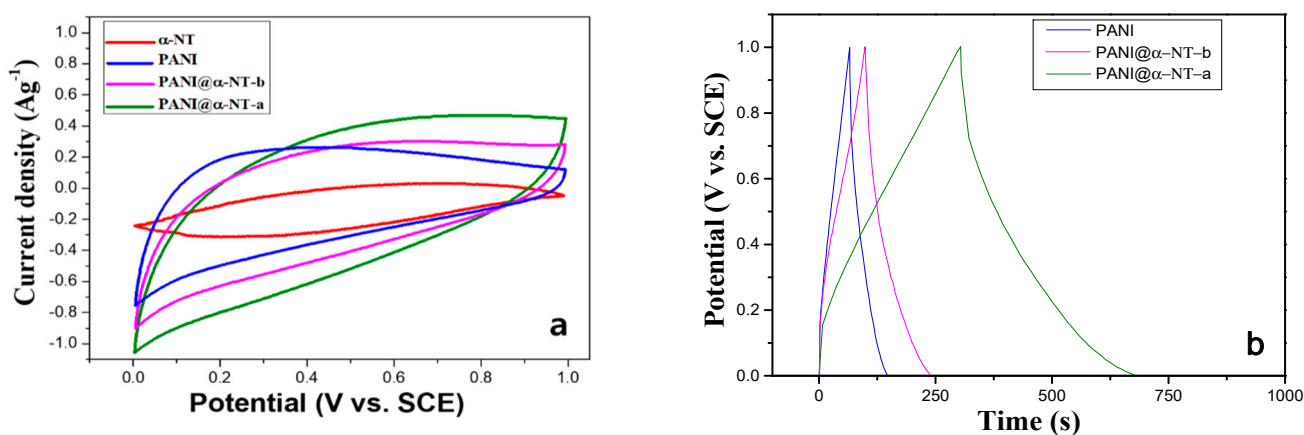 α-NT
PANI
PANI@α-NT-b
PANI@α-NT-a
1.0
0.8
0.6
0.4
0.2
0.0
-0.2
-0.4
-0.6
-0.8
-1.0
Current density (Ag⁻¹)
0.0 0.2 0.4 0.6 0.8 1.0
Potential (V vs. SCE)
a
PANI
PANI@α-NT-b
PANI@α-NT-a
1.0
0.8
0.6
0.4
0.2
0.0
Potential (V vs. SCE)
0 250 500 750 1000
Time (s)
b